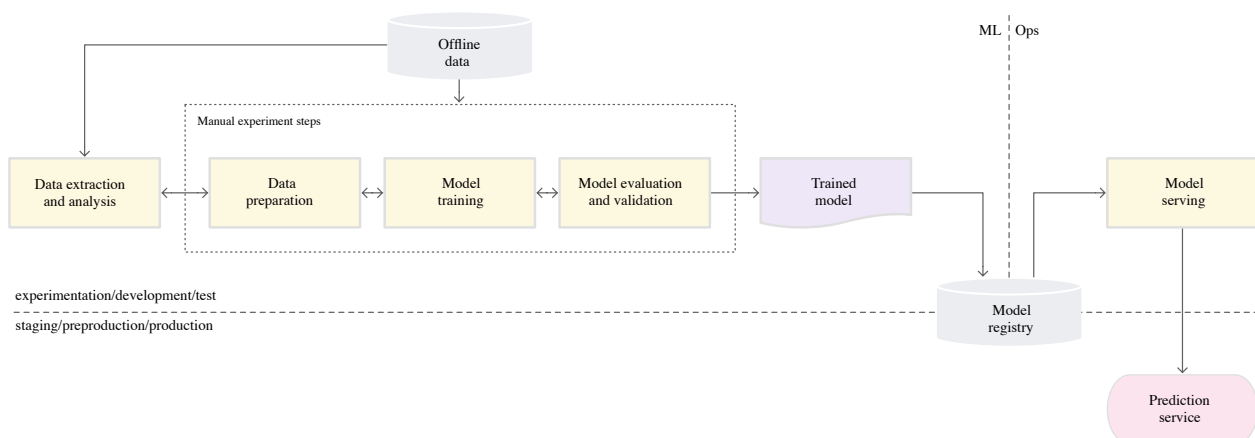 Offline
data
ML
Ops
Manual experiment steps
Data extraction
and analysis
Data
preparation
Model
training
Model evaluation
and validation
Trained
model
Model
serving
experimentation/development/test
staging/preproduction/production
Model
registry
Prediction
service